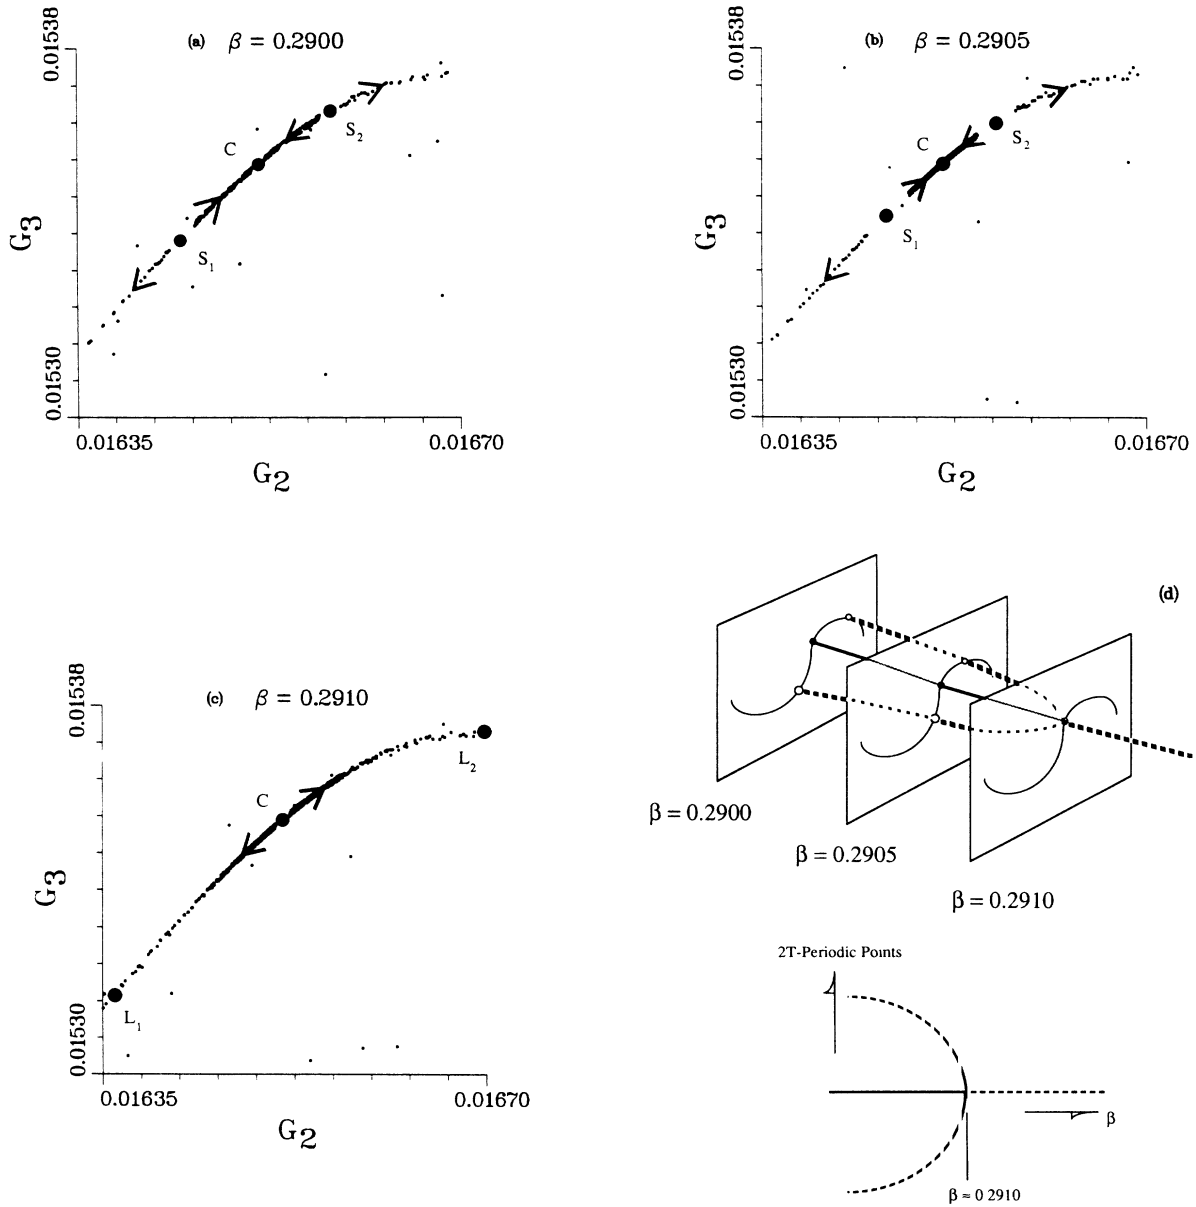 (a) β = 0.2900
0.01538
C
S2
G3
S1
0.01530
0.01635 0.01670
G2
(b) β = 0.2905
0.01538
C
S2
G3
S1
0.01530
0.01635 0.01670
G2
(c) β = 0.2910
0.01538
L2
C
G3
L1
0.01530
0.01635 0.01670
G2
(d)
β = 0.2900
β = 0.2905
β = 0.2910
2T-Periodic Points
β
β ≈ 0 2910